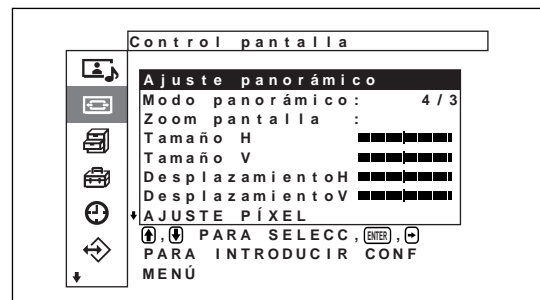 Control pantalla
Ajuste panorámico
Modo panorámico: 4/3
Zoom pantalla :
Tamaño H
Tamaño V
DesplazamientoH
DesplazamientoV
AJUSTE PÍXEL
, PARA SELECC, ENTER ,
PARA INTRODUCIR CONF
MENÚ